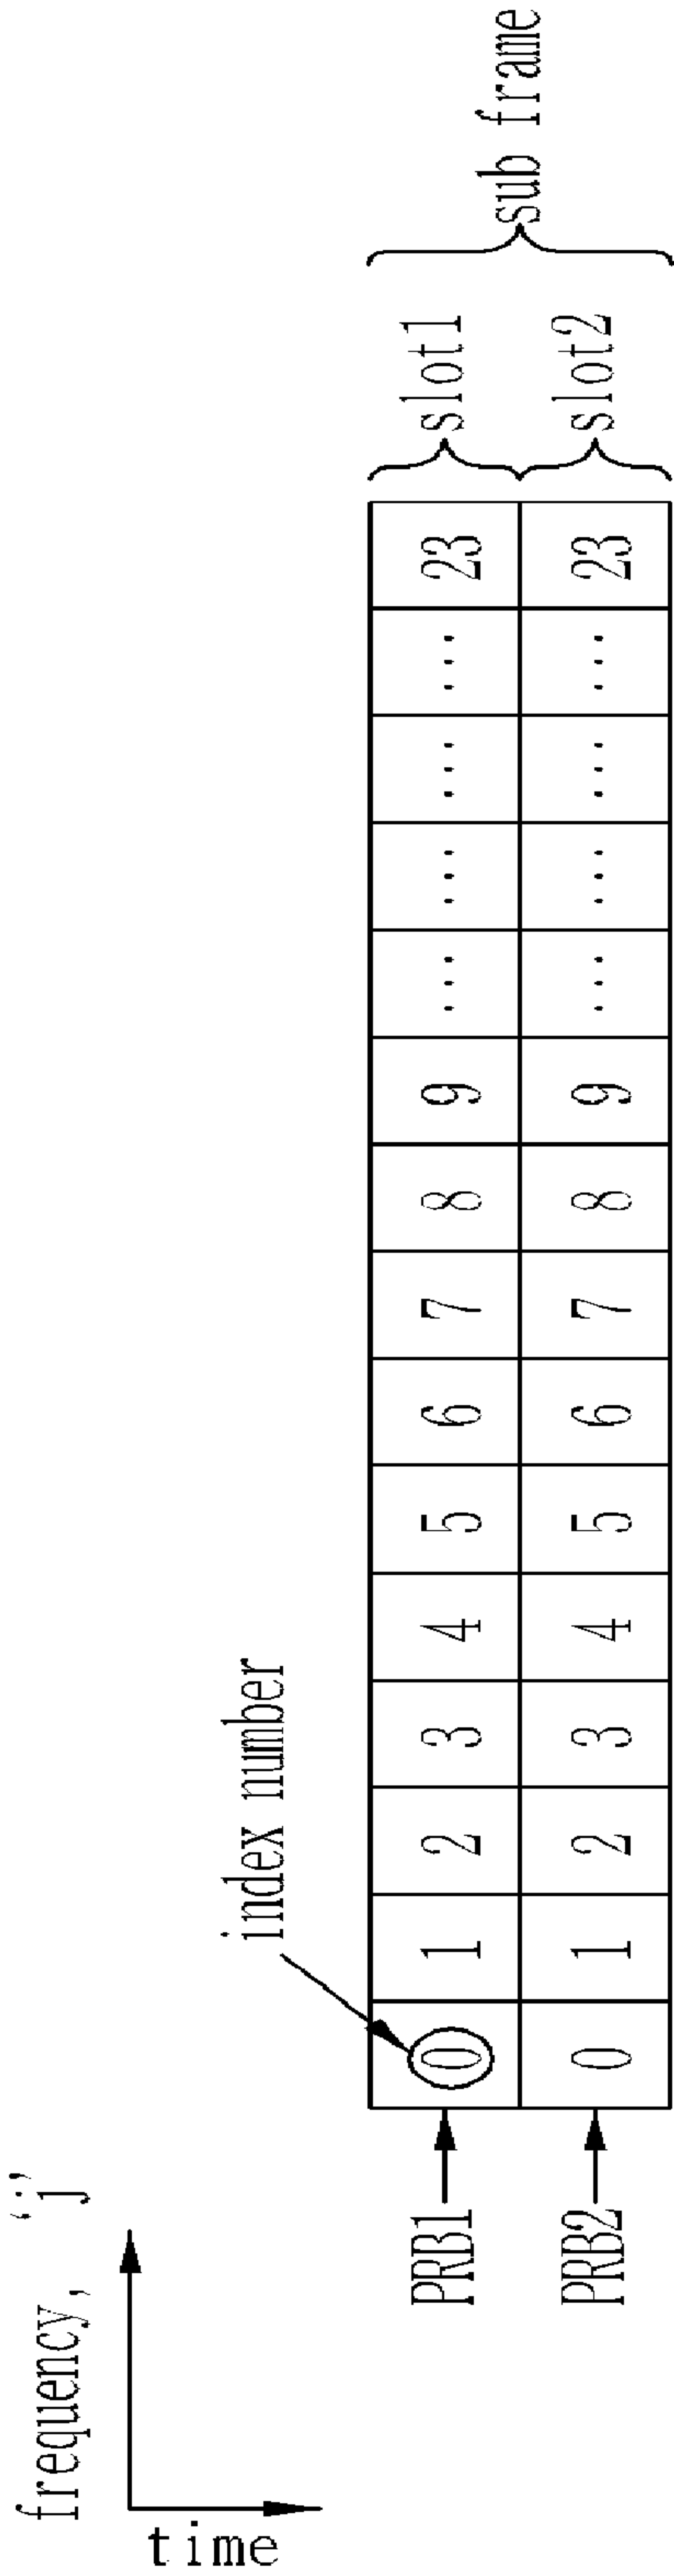 frequency, ‘j’
time
index number
PRB1 0 1 2 3 4 5 6 7 8 9 ... ... ... ... 23 slot1
PRB2 0 1 2 3 4 5 6 7 8 9 ... ... ... ... 23 slot2
sub frame